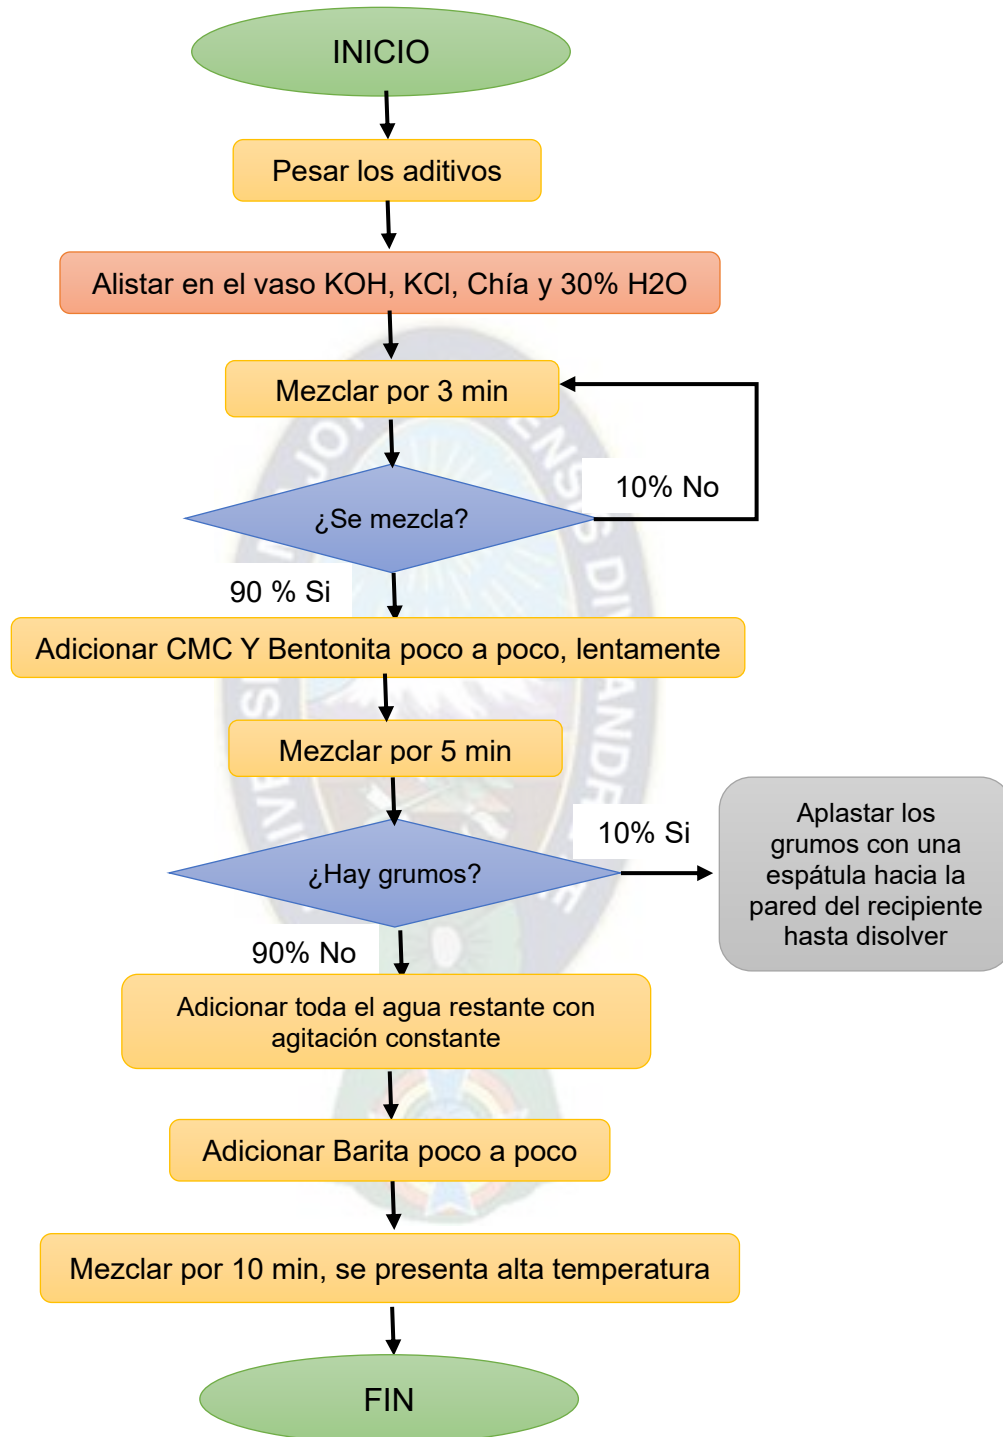 INICIO
Pesar los aditivos
Alistar en el vaso KOH, KCl, Chía y 30% H2O
Mezclar por 3 min
10% No
¿Se mezcla?
90 % Si
Adicionar CMC Y Bentonita poco a poco, lentamente
Mezclar por 5 min
10% Si
¿Hay grumos?
Aplastar los
grumos con una
espátula hacia la
pared del recipiente
hasta disolver
90% No
Adicionar toda el agua restante con
agitación constante
Adicionar Barita poco a poco
Mezclar por 10 min, se presenta alta temperatura
FIN